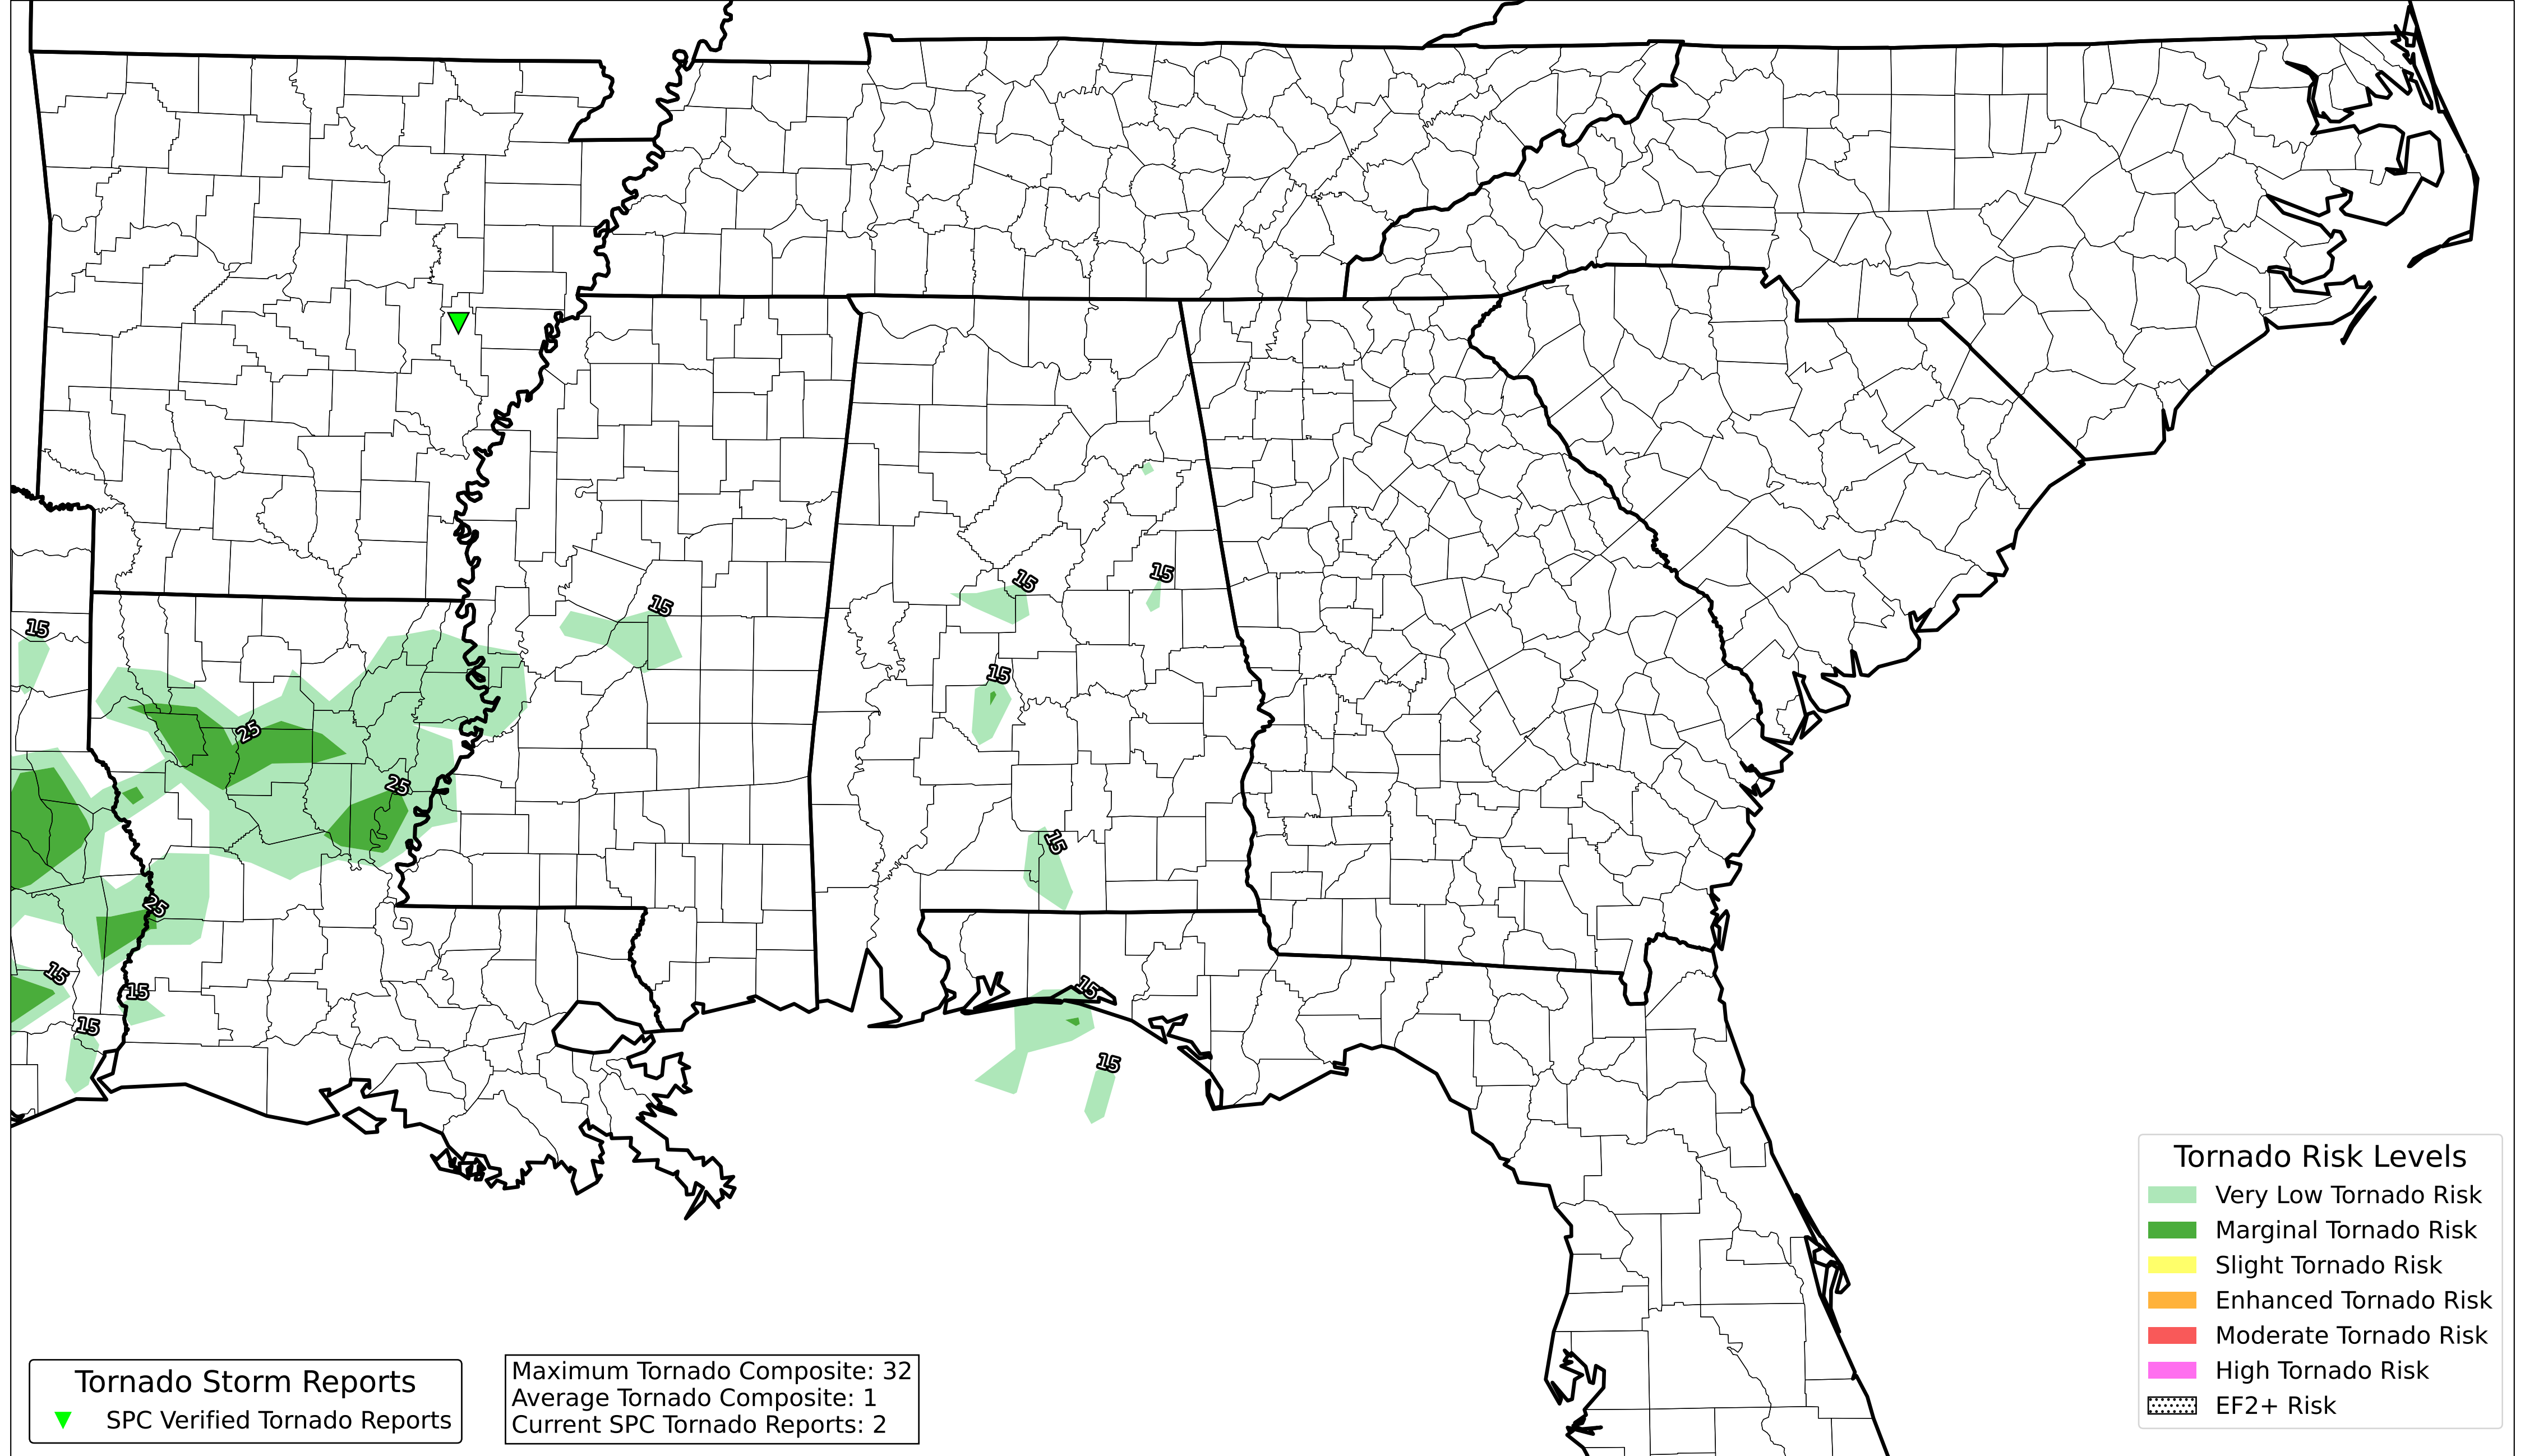 15
15
15
15
15
25
25
15
25
15
15
15
15
15
Tornado Risk Levels
Very Low Tornado Risk
Marginal Tornado Risk
Slight Tornado Risk
Enhanced Tornado Risk
Moderate Tornado Risk
High Tornado Risk
EF2+ Risk
Tornado Storm Reports
SPC Verified Tornado Reports
Maximum Tornado Composite: 32
Average Tornado Composite: 1
Current SPC Tornado Reports: 2